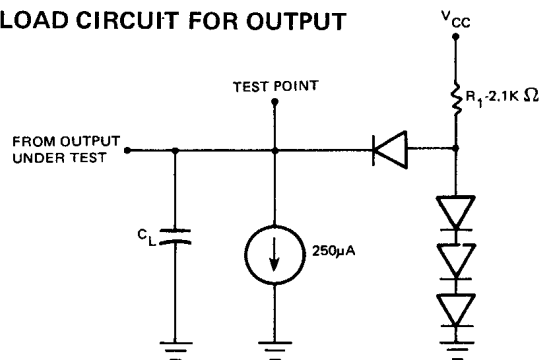 LOAD CIRCUIT FOR OUTPUT
VCC
TEST POINT
R1-2.1K Ω
FROM OUTPUT
UNDER TEST
CL
250μA